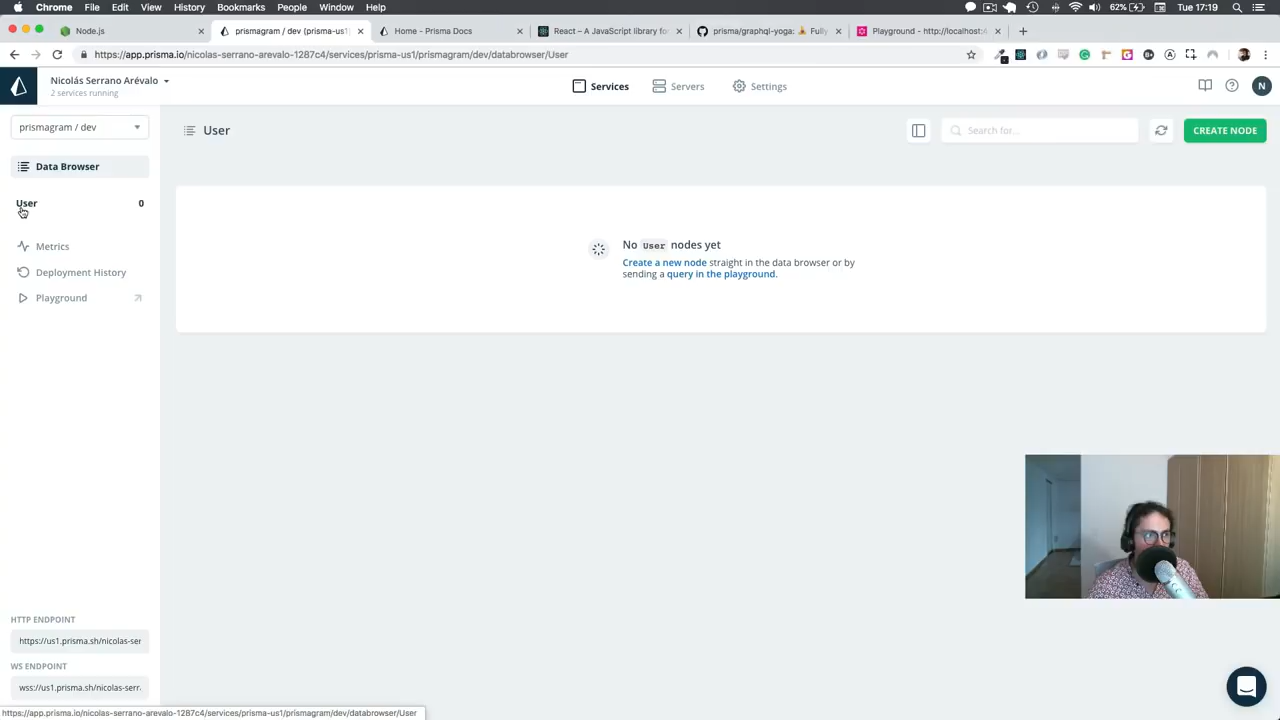 Chrome File Edit View History Bookmarks People Window Help
62% Tue 17:19
Node.js
prismagram / dev (prisma-us1
Home - Prisma Docs
React – A JavaScript library for
prisma/graphql-yoga: Fully
Playground - http://localhost:4
https://app.prisma.io/nicolas-serrano-arevalo-1287c4/services/prisma-us1/prismagram/dev/databrowser/User
Nicolás Serrano Arévalo
2 services running
Services
Servers
Settings
N
prismagram / dev
User
Search for...
CREATE NODE
Data Browser
User 0
Metrics
Deployment History
Playground
No User nodes yet
Create a new node straight in the data browser or by
sending a query in the playground.
HTTP ENDPOINT
https://us1.prisma.sh/nicolas-ser
WS ENDPOINT
wss://us1.prisma.sh/nicolas-serr
https://app.prisma.io/nicolas-serrano-arevalo-1287c4/services/prisma-us1/prismagram/dev/databrowser/User